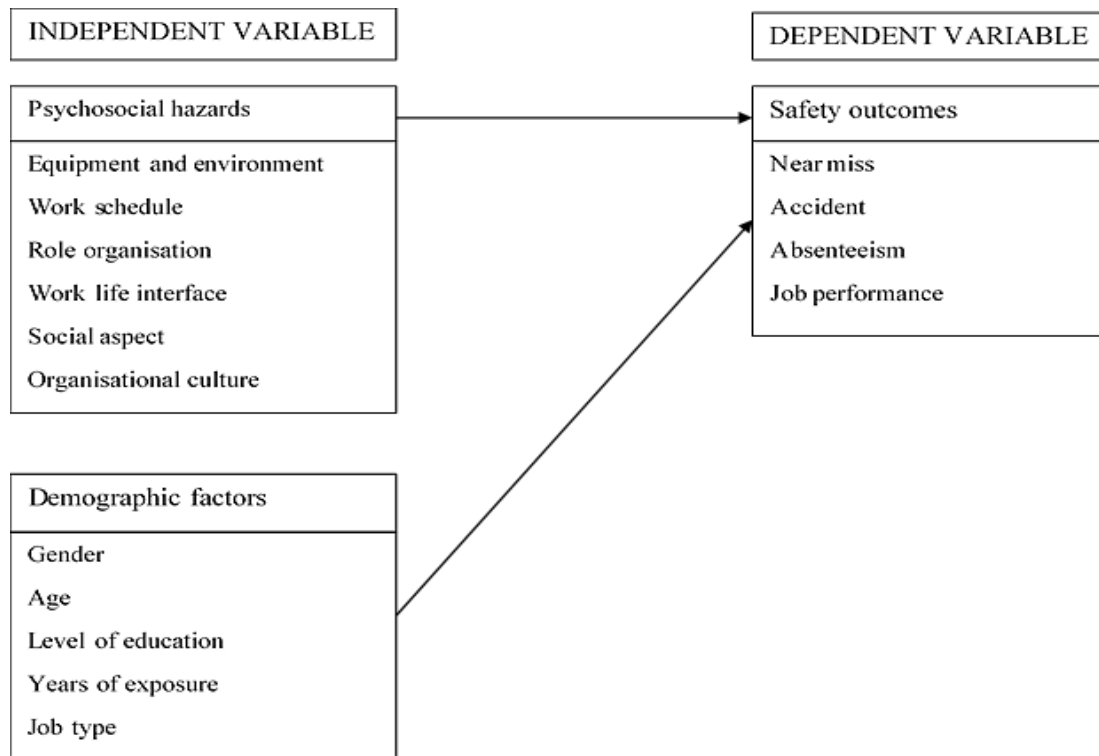 INDEPENDENT VARIABLE
DEPENDENT VARIABLE
Psychosocial hazards
Equipment and environment
Work schedule
Role organisation
Work life interface
Social aspect
Organisational culture
Safety outcomes
Near miss
Accident
Absenteeism
Job performance
Demographic factors
Gender
Age
Level of education
Years of exposure
Job type